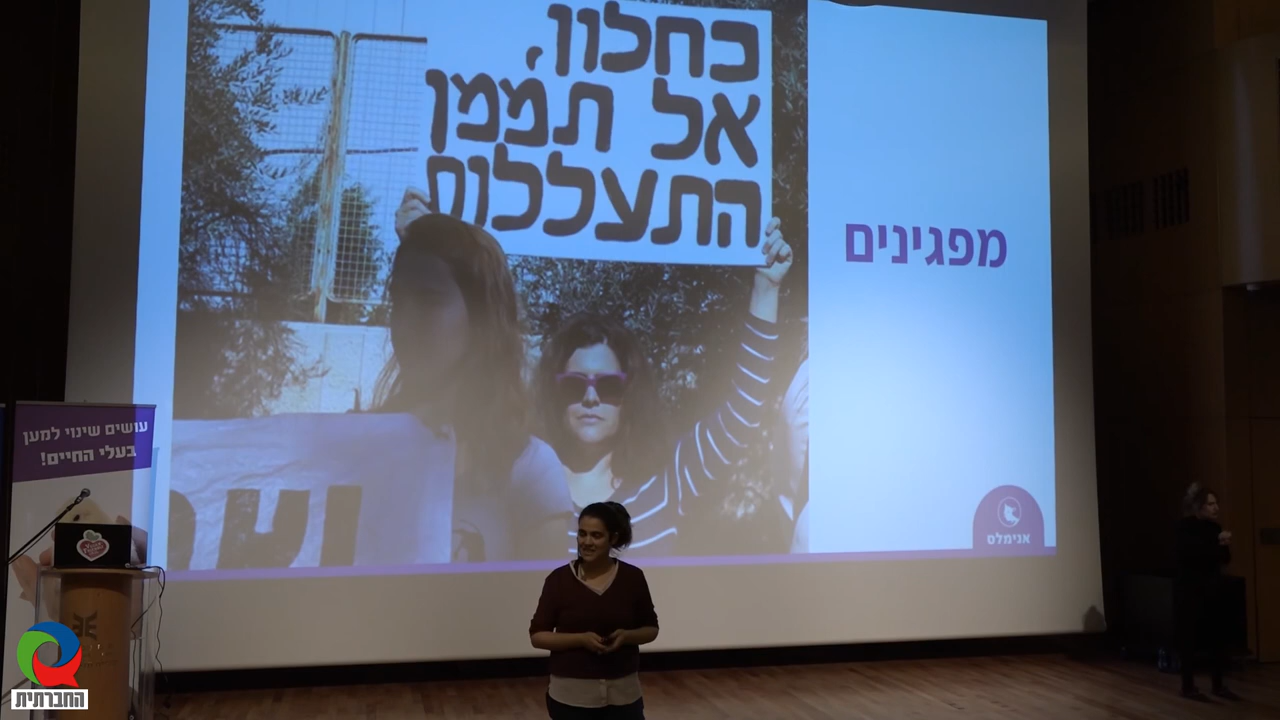 כחלון,
אל תממן
התעללות
מפגינים
אנימלס
עושים שינוי למען
בעלי החיים!
החברתית